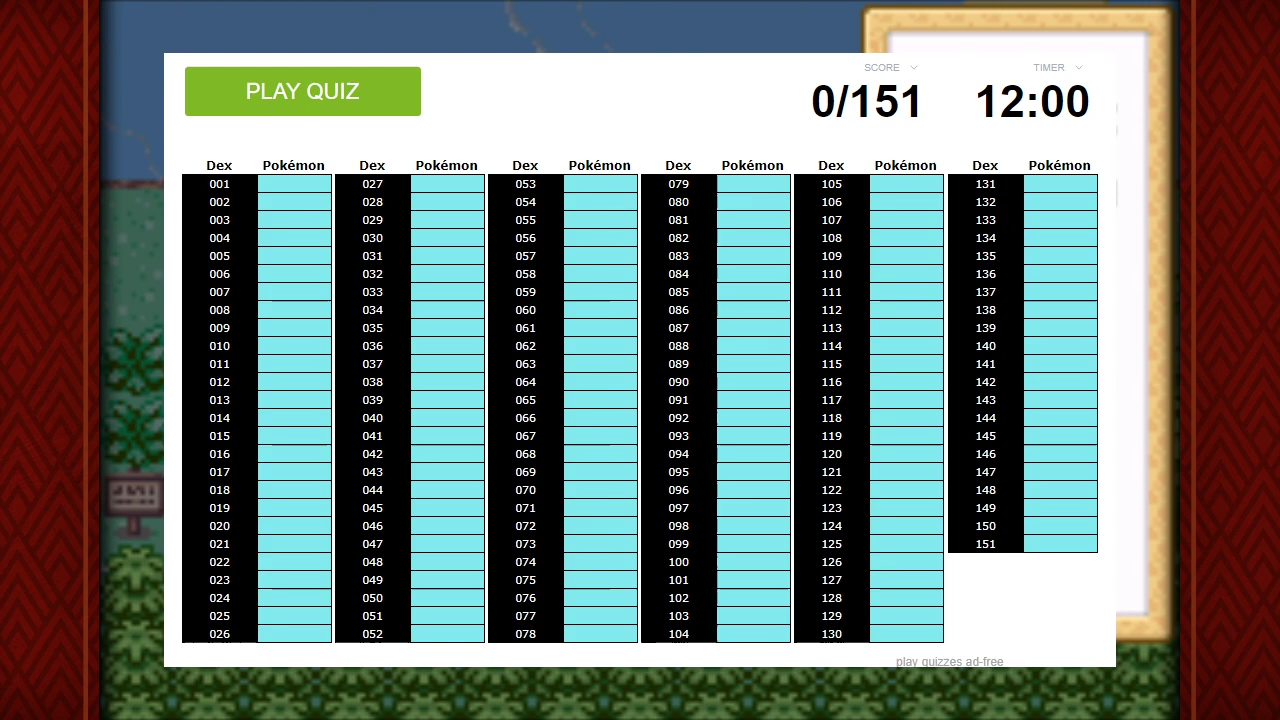 PLAY QUIZ
SCORE TIMER
0/151 12:00
Dex Pokémon Dex Pokémon Dex Pokémon Dex Pokémon Dex Pokémon Dex Pokémon
001 027 053 079 105 131
002 028 054 080 106 132
003 029 055 081 107 133
004 030 056 082 108 134
005 031 057 083 109 135
006 032 058 084 110 136
007 033 059 085 111 137
008 034 060 086 112 138
009 035 061 087 113 139
010 036 062 088 114 140
011 037 063 089 115 141
012 038 064 090 116 142
013 039 065 091 117 143
014 040 066 092 118 144
015 041 067 093 119 145
016 042 068 094 120 146
017 043 069 095 121 147
018 044 070 096 122 148
019 045 071 097 123 149
020 046 072 098 124 150
021 047 073 099 125 151
022 048 074 100 126
023 049 075 101 127
024 050 076 102 128
025 051 077 103 129
026 052 078 104 130
play quizzes ad-free